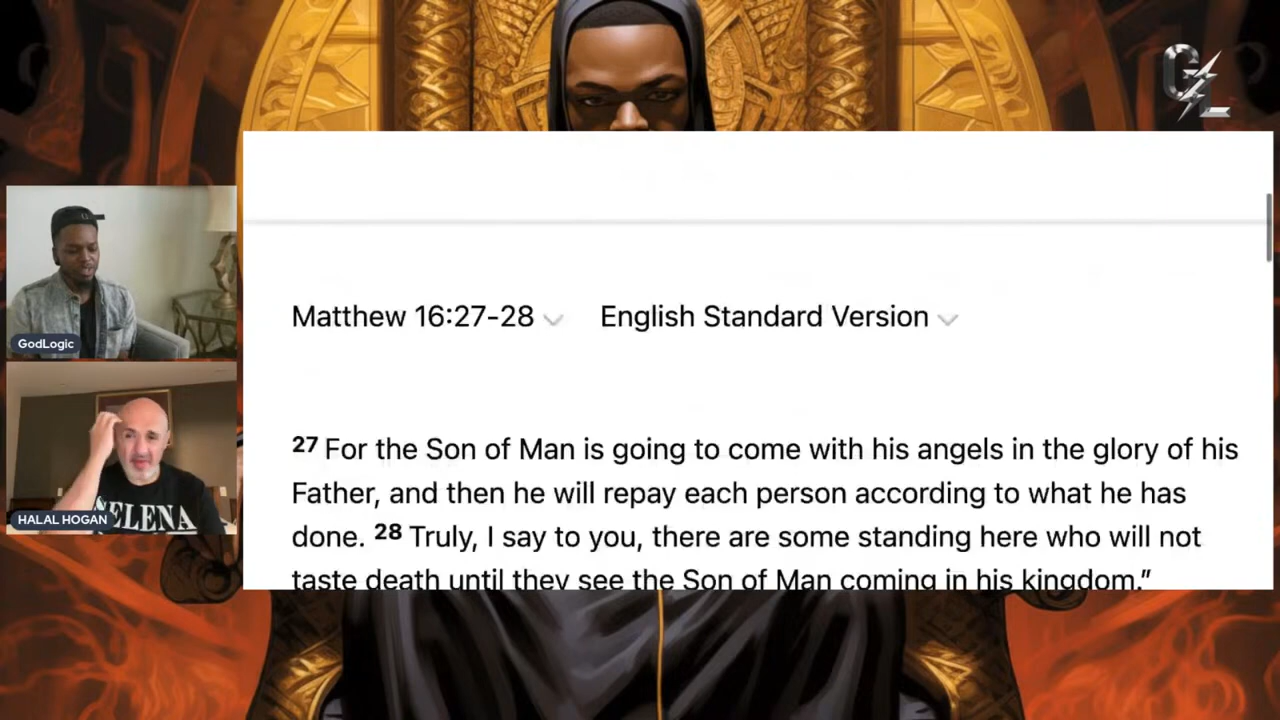 GL
GodLogic
SELENA
HALAL HOGAN
Matthew 16:27-28
English Standard Version
27 For the Son of Man is going to come with his angels in the glory of his
Father, and then he will repay each person according to what he has
done. 28 Truly, I say to you, there are some standing here who will not
taste death until they see the Son of Man coming in his kingdom.”